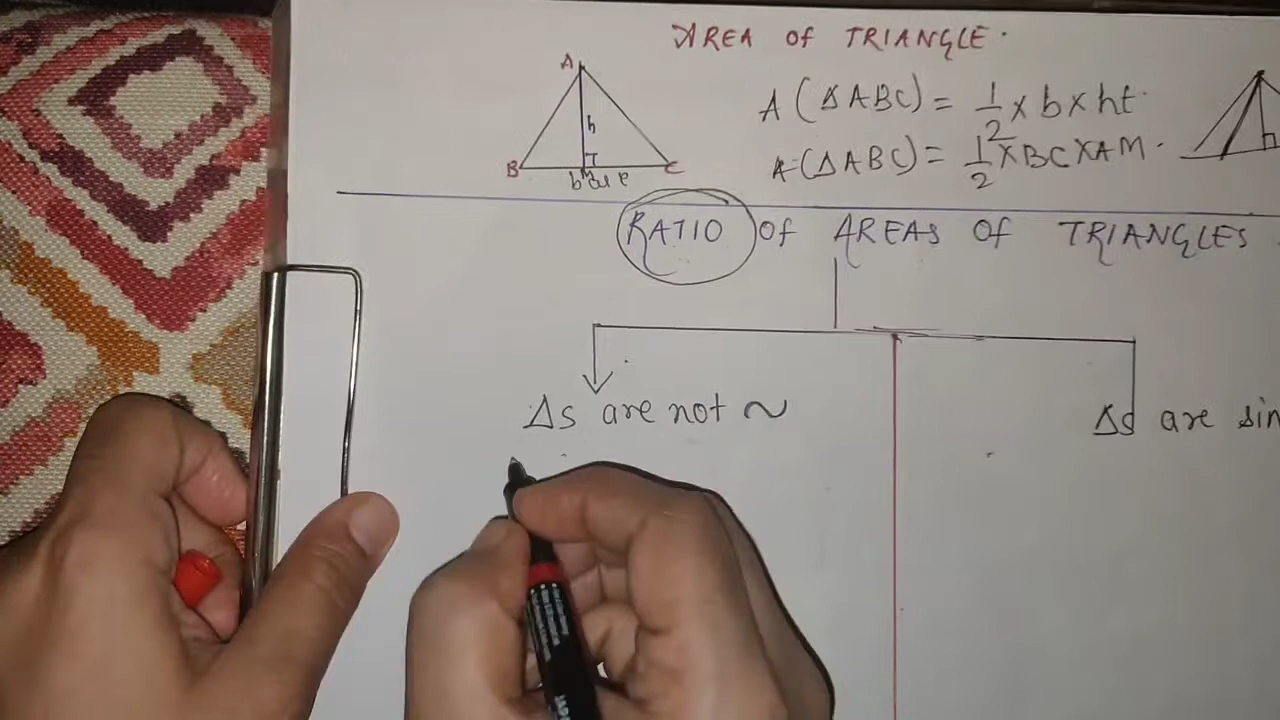 AREA OF TRIANGLE.
A
h
B
C
base
A (ΔABC) = 1/2 × b × ht.
A (ΔABC) = 1/2 × BC × AM.
RATIO OF AREAS OF TRIANGLES
Δs are not ~
Δs are sim